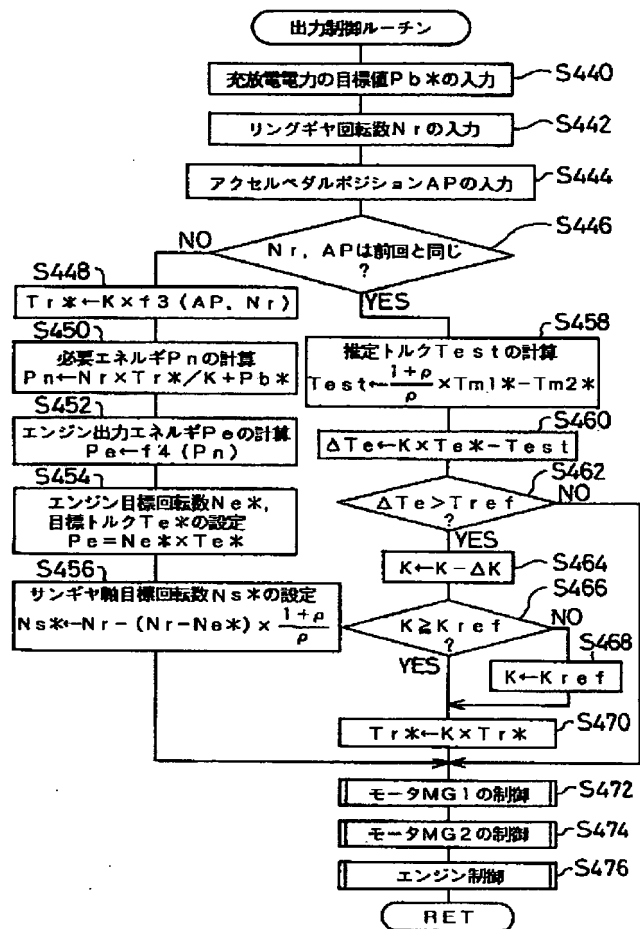 出力制御ルーチン
充放電電力の目標値Pb*の入力
S440
リングギヤ回転数Nrの入力
S442
アクセルペダルポジションAPの入力
S444
S446
Nr，APは前回と同じ
?
NO
YES
S448
Tr*←K×f3（AP，Nr）
S450
必要エネルギPnの計算
Pn←Nr×Tr*/K+Pb*
S452
エンジン出力エネルギPeの計算
Pe←f4（Pn）
S454
エンジン目標回転数Ne*，
目標トルクTe*の設定
Pe=Ne*×Te*
S456
サンギヤ軸目標回転数Ns*の設定
Ns*←Nr-（Nr-Ne*）×(1+ρ)/ρ
S458
推定トルクTestの計算
Test←(1+ρ)/ρ×Tm1*-Tm2*
S460
ΔTe←K×Te*-Test
S462
ΔTe>Tref
?
NO
YES
S464
K←K-ΔK
S466
K≧Kref
?
NO
YES
S468
K←Kref
S470
Tr*←K×Tr*
モータMG1の制御
S472
モータMG2の制御
S474
エンジン制御
S476
RET